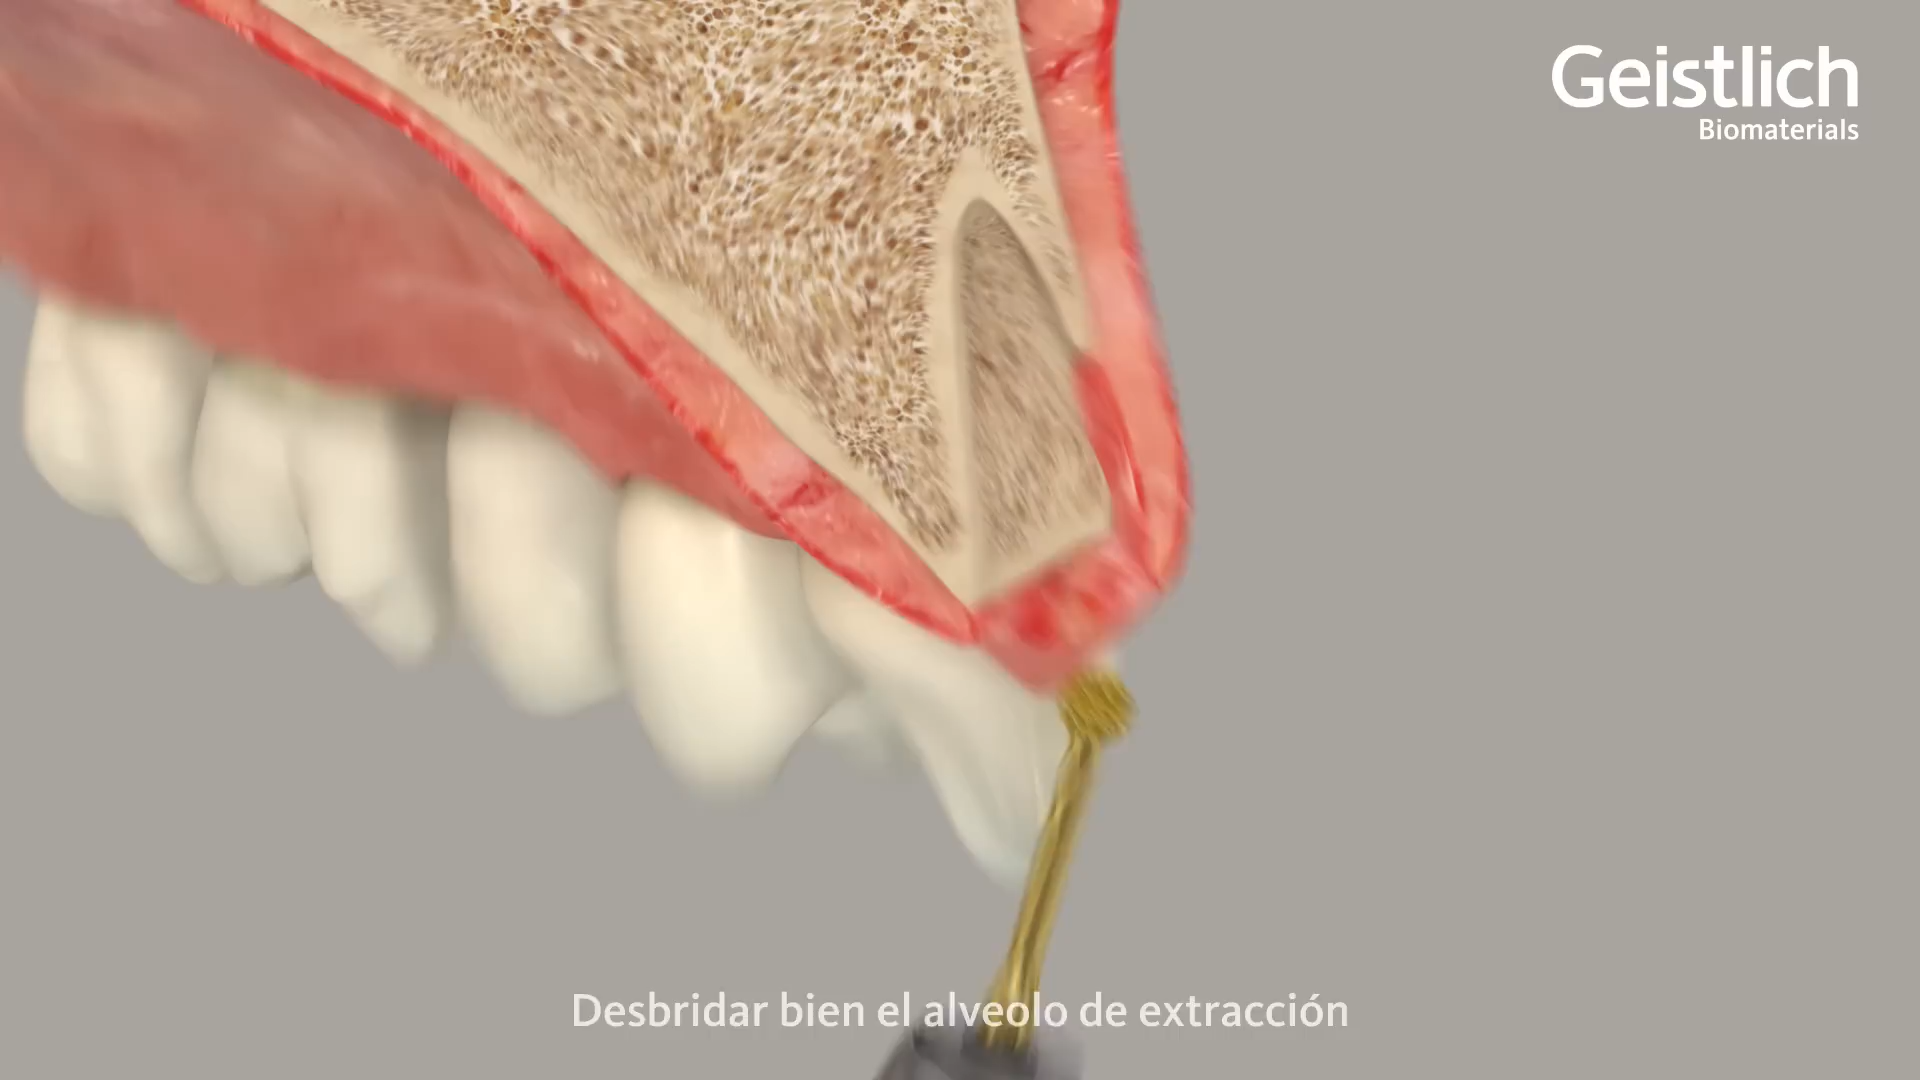 Geistlich
Biomaterials
Desbridar bien el alveolo de extracción